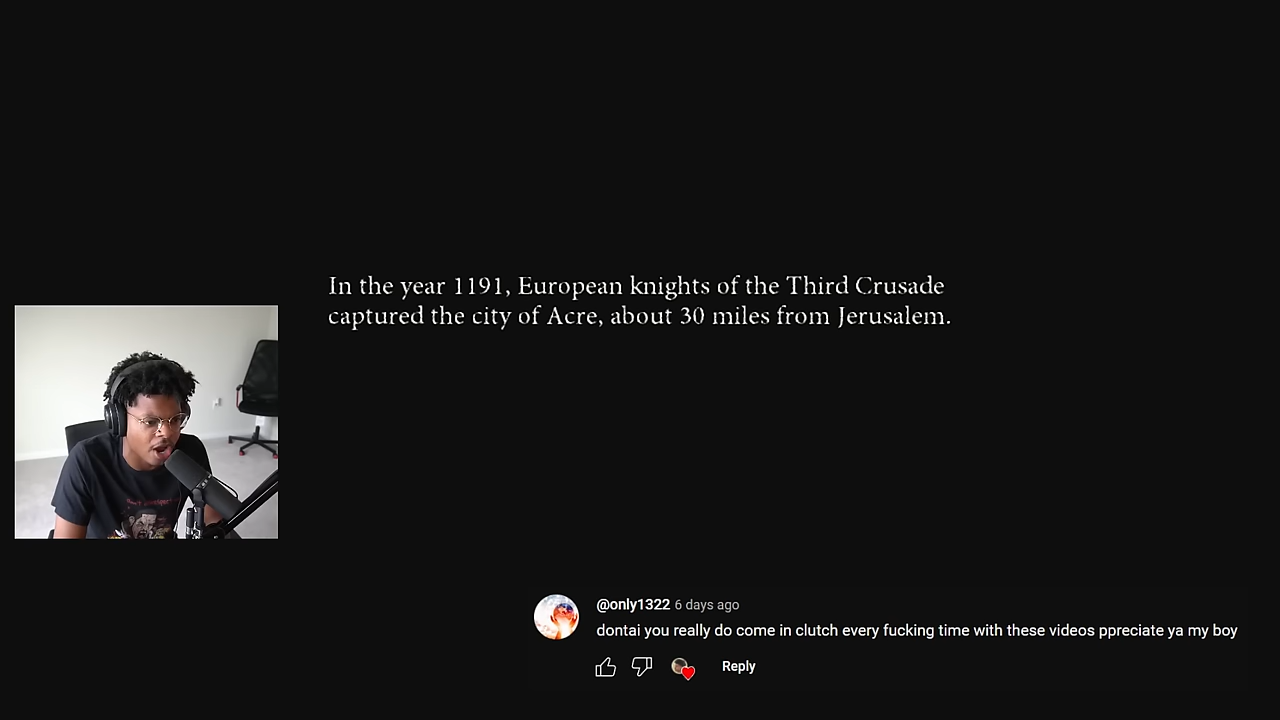 In the year 1191, European knights of the Third Crusade
captured the city of Acre, about 30 miles from Jerusalem.
@only1322 6 days ago
dontai you really do come in clutch every fucking time with these videos ppreciate ya my boy
Reply